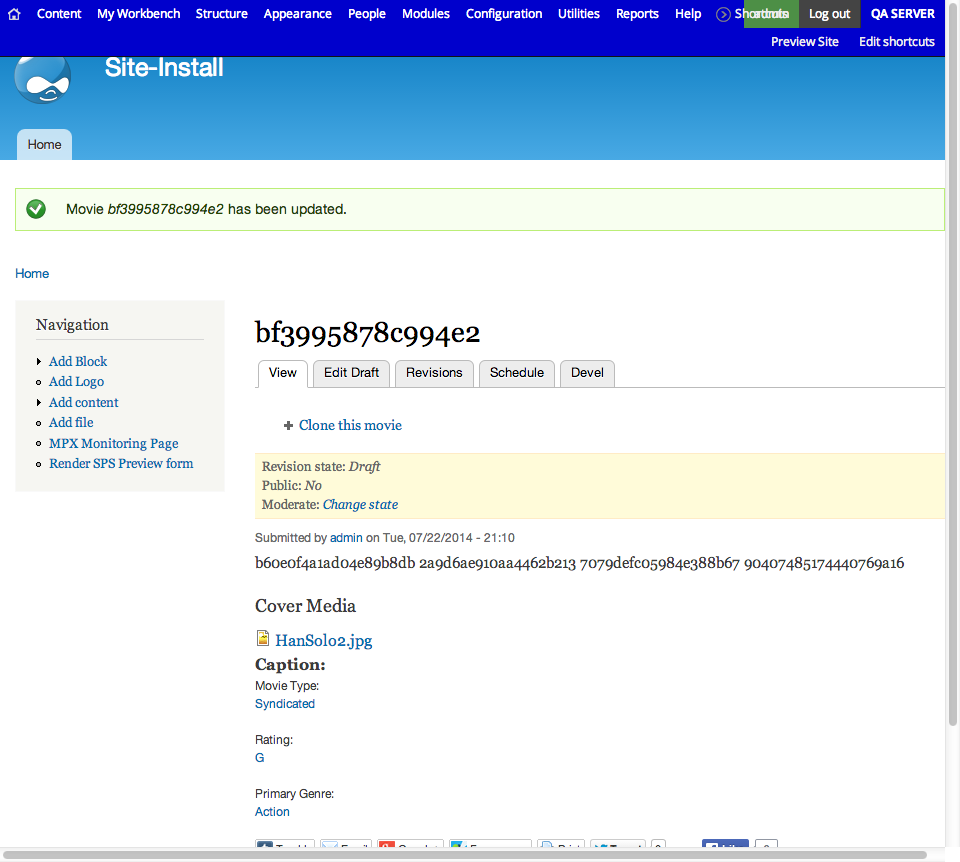 Content My Workbench Structure Appearance People Modules Configuration Utilities Reports Help Shortcuts Log out QA SERVER
Preview Site Edit shortcuts
Site-Install
Home
Movie bf3995878c994e2 has been updated.
Home
Navigation
Add Block
Add Logo
Add content
Add file
MPX Monitoring Page
Render SPS Preview form
bf3995878c994e2
View Edit Draft Revisions Schedule Devel
Clone this movie
Revision state: Draft
Public: No
Moderate: Change state
Submitted by admin on Tue, 07/22/2014 - 21:10
b60e0f4a1ad04e89b8db 2a9d6ae910aa4462b213 7079defc05984e388b67 90407485174440769a16
Cover Media
HanSolo2.jpg
Caption:
Movie Type:
Syndicated
Rating:
G
Primary Genre:
Action